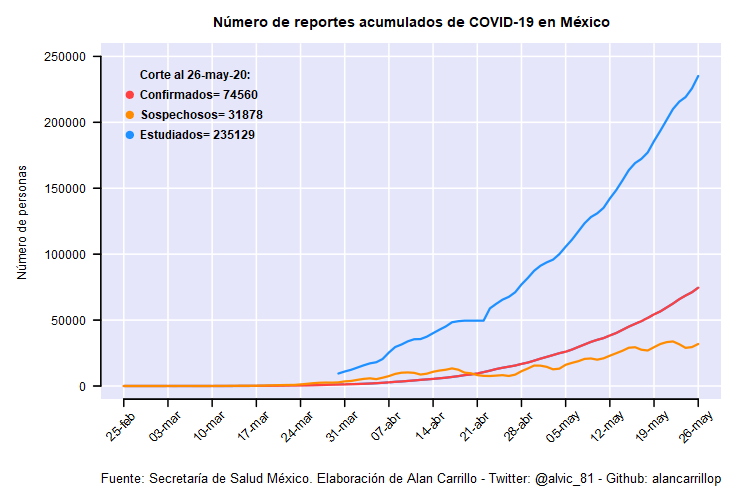 Número de reportes acumulados de COVID-19 en México
Número de personas
250000
200000
150000
100000
50000
0
Corte al 26-may-20:
Confirmados= 74560
Sospechosos= 31878
Estudiados= 235129
25-feb
03-mar
10-mar
17-mar
24-mar
31-mar
07-abr
14-abr
21-abr
28-abr
05-may
12-may
19-may
26-may
Fuente: Secretaría de Salud México. Elaboración de Alan Carrillo - Twitter: @alvic_81 - Github: alancarrillop